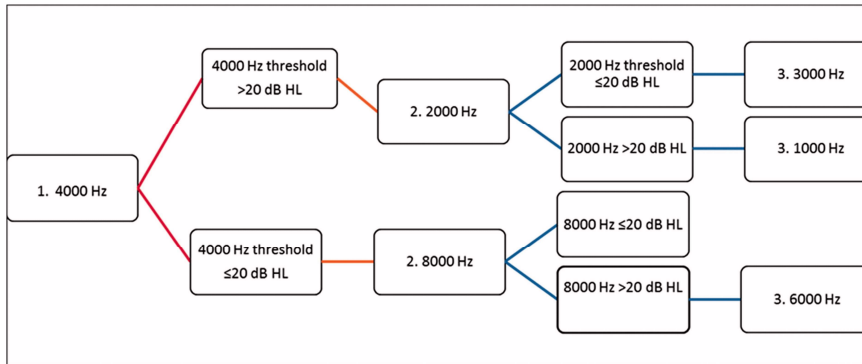 1. 4000 Hz
4000 Hz threshold
>20 dB HL
2. 2000 Hz
2000 Hz threshold
≤20 dB HL
3. 3000 Hz
2000 Hz >20 dB HL
3. 1000 Hz
4000 Hz threshold
≤20 dB HL
2. 8000 Hz
8000 Hz ≤20 dB HL
8000 Hz >20 dB HL
3. 6000 Hz